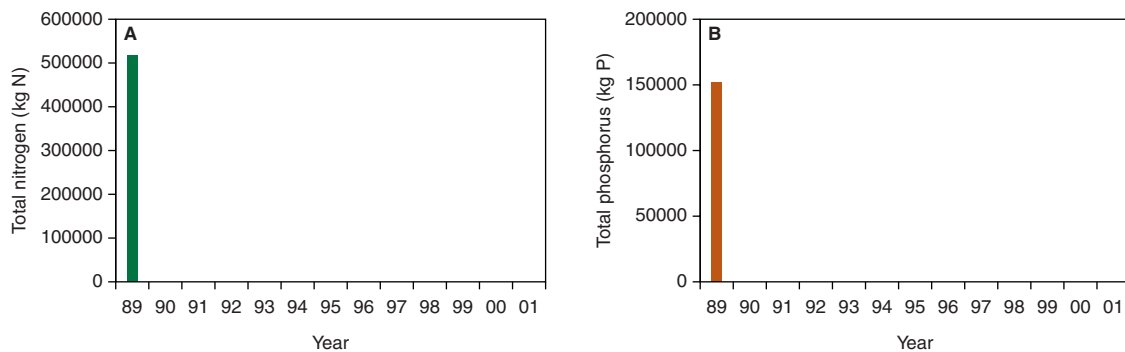 A
Total nitrogen (kg N)
600000
500000
400000
300000
200000
100000
0
89 90 91 92 93 94 95 96 97 98 99 00 01
Year
B
Total phosphorus (kg P)
200000
150000
100000
50000
0
89 90 91 92 93 94 95 96 97 98 99 00 01
Year